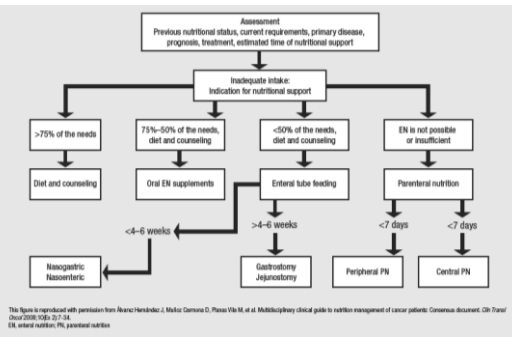 Assessment
Previous nutritional status, current requirements, primary disease,
prognosis, treatment, estimated time of nutritional support
Inadequate intake:
Indication for nutritional support
>75% of the needs
75%–50% of the needs,
diet and counseling
<50% of the needs,
diet and counseling
EN is not possible
or insufficient
Diet and counseling
Oral EN supplements
Enteral tube feeding
Parenteral nutrition
<4–6 weeks
>4–6 weeks
<7 days
<7 days
Nasogastric
Nasoenteric
Gastrostomy
Jejunostomy
Peripheral PN
Central PN
This figure is reproduced with permission from Álvarez Hernández J, Muñoz Carmona D, Planas Vila M, et al. Multidisciplinary clinical guide to nutrition management of cancer patients: Consensus document. Clin Transl
Oncol 2008;10(Es 2):7–34.
EN, enteral nutrition; PN, parenteral nutrition